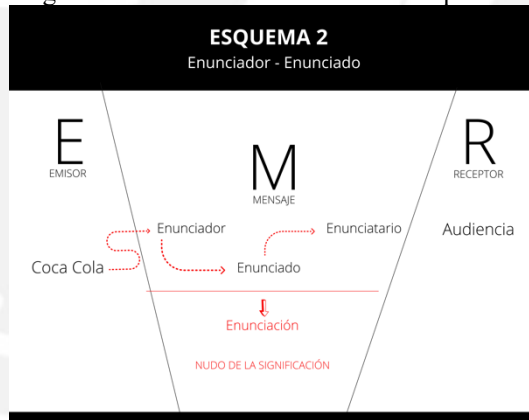 ESQUEMA 2
Enunciador - Enunciado
E
EMISOR
M
MENSAJE
R
RECEPTOR
Enunciador
Enunciatario
Audiencia
Coca Cola
Enunciado
Enunciación
NUDO DE LA SIGNIFICACIÓN